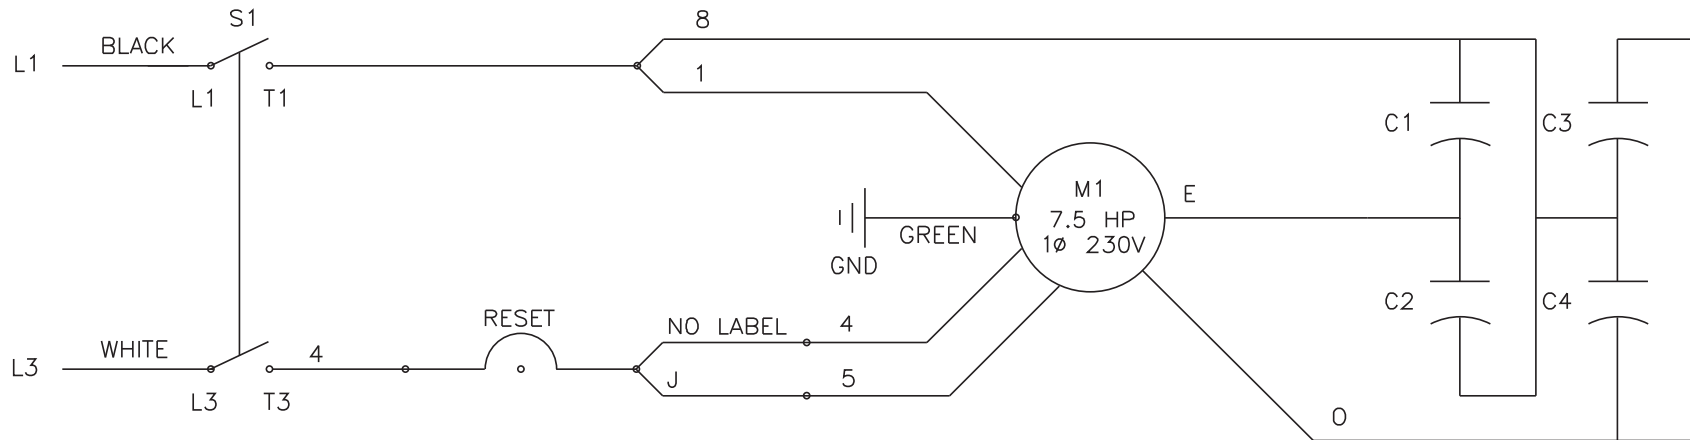 S1
8
BLACK
L1
1
L1
T1
C1
C3
M1
E
7.5 HP
GREEN
1ø 230V
GND
C2
C4
RESET
NO LABEL
4
WHITE
4
L3
J
5
L3
T3
O